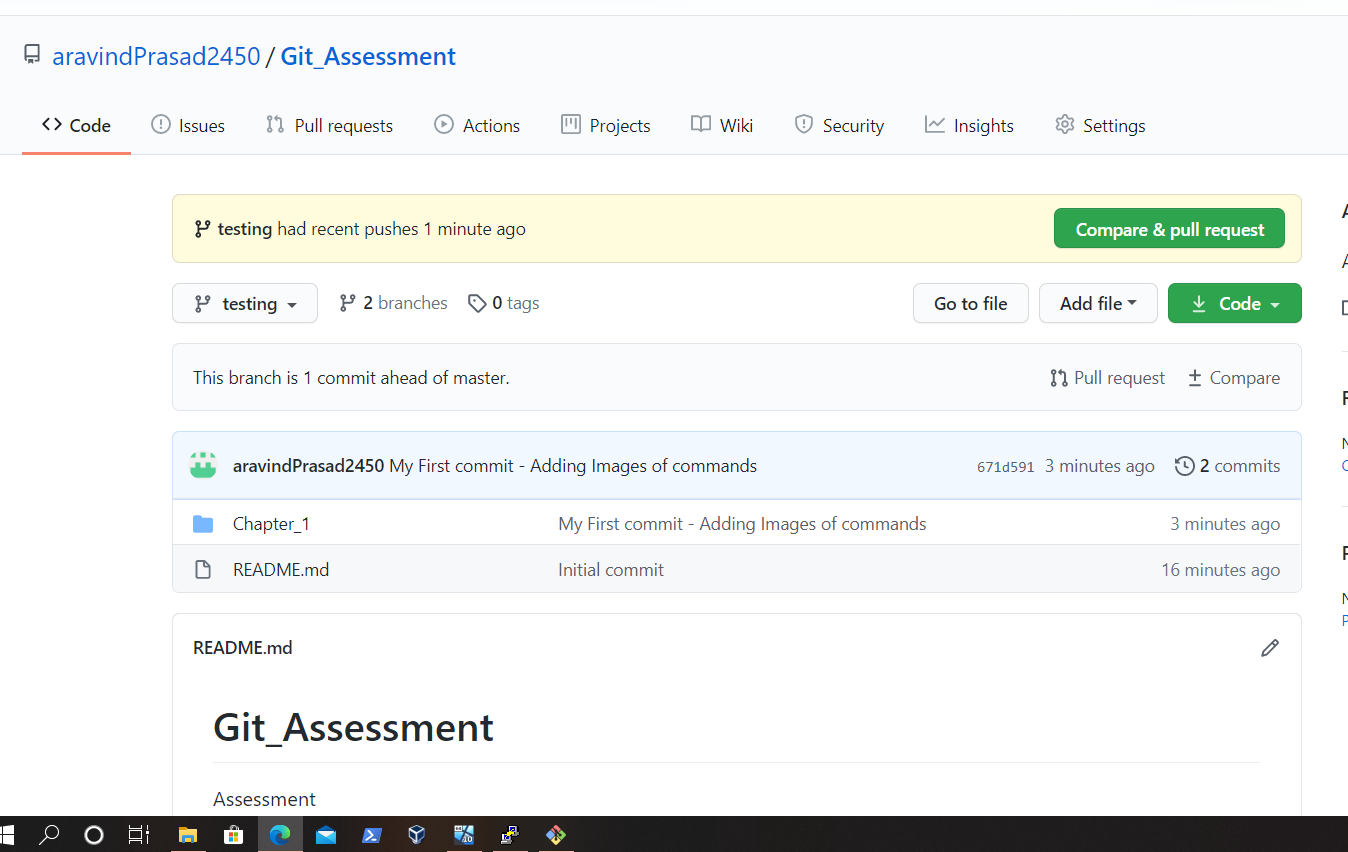 aravindPrasad2450 / Git_Assessment
Code Issues Pull requests Actions Projects Wiki Security Insights Settings
testing had recent pushes 1 minute ago Compare & pull request
testing 2 branches 0 tags Go to file Add file Code
This branch is 1 commit ahead of master. Pull request Compare
aravindPrasad2450 My First commit - Adding Images of commands 671d591 3 minutes ago 2 commits
Chapter_1 My First commit - Adding Images of commands 3 minutes ago
README.md Initial commit 16 minutes ago
README.md
Git_Assessment
Assessment